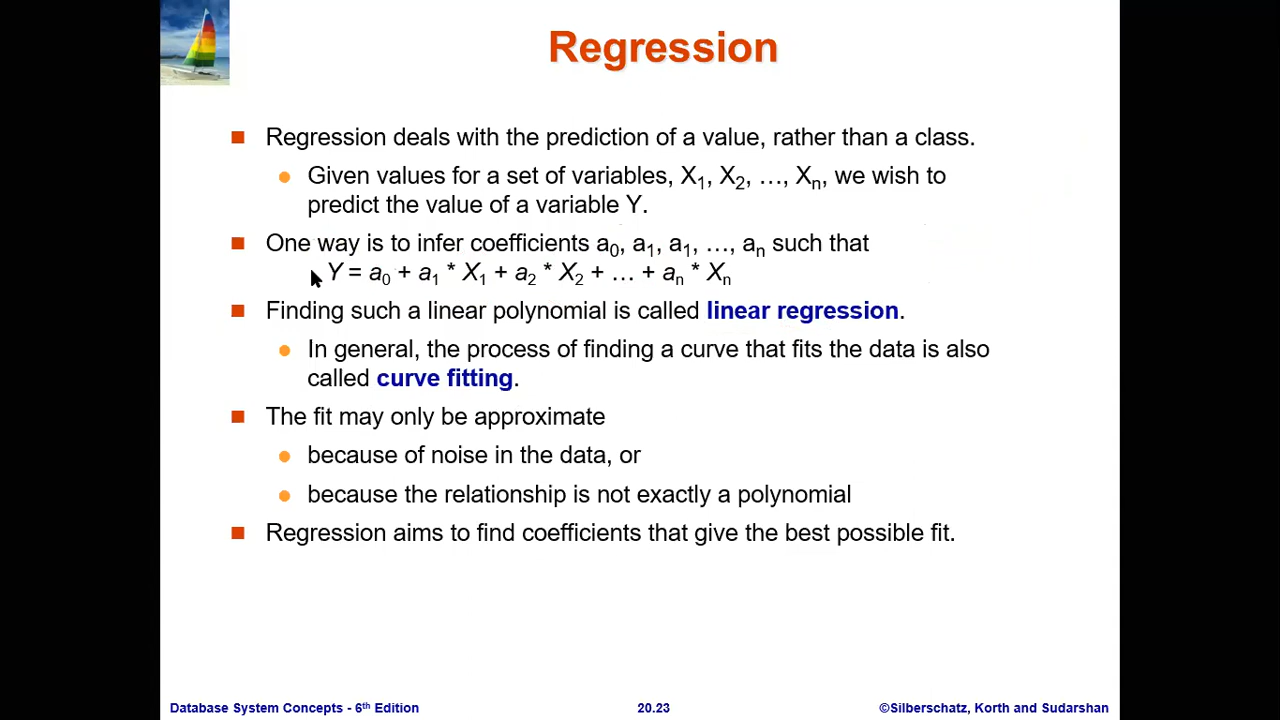 Regression
Regression deals with the prediction of a value, rather than a class.
Given values for a set of variables, X1, X2, …, Xn, we wish to
predict the value of a variable Y.
One way is to infer coefficients a0, a1, a1, …, an such that
Y = a0 + a1 * X1 + a2 * X2 + … + an * Xn
Finding such a linear polynomial is called linear regression.
In general, the process of finding a curve that fits the data is also
called curve fitting.
The fit may only be approximate
because of noise in the data, or
because the relationship is not exactly a polynomial
Regression aims to find coefficients that give the best possible fit.
Database System Concepts - 6th Edition 20.23 ©Silberschatz, Korth and Sudarshan